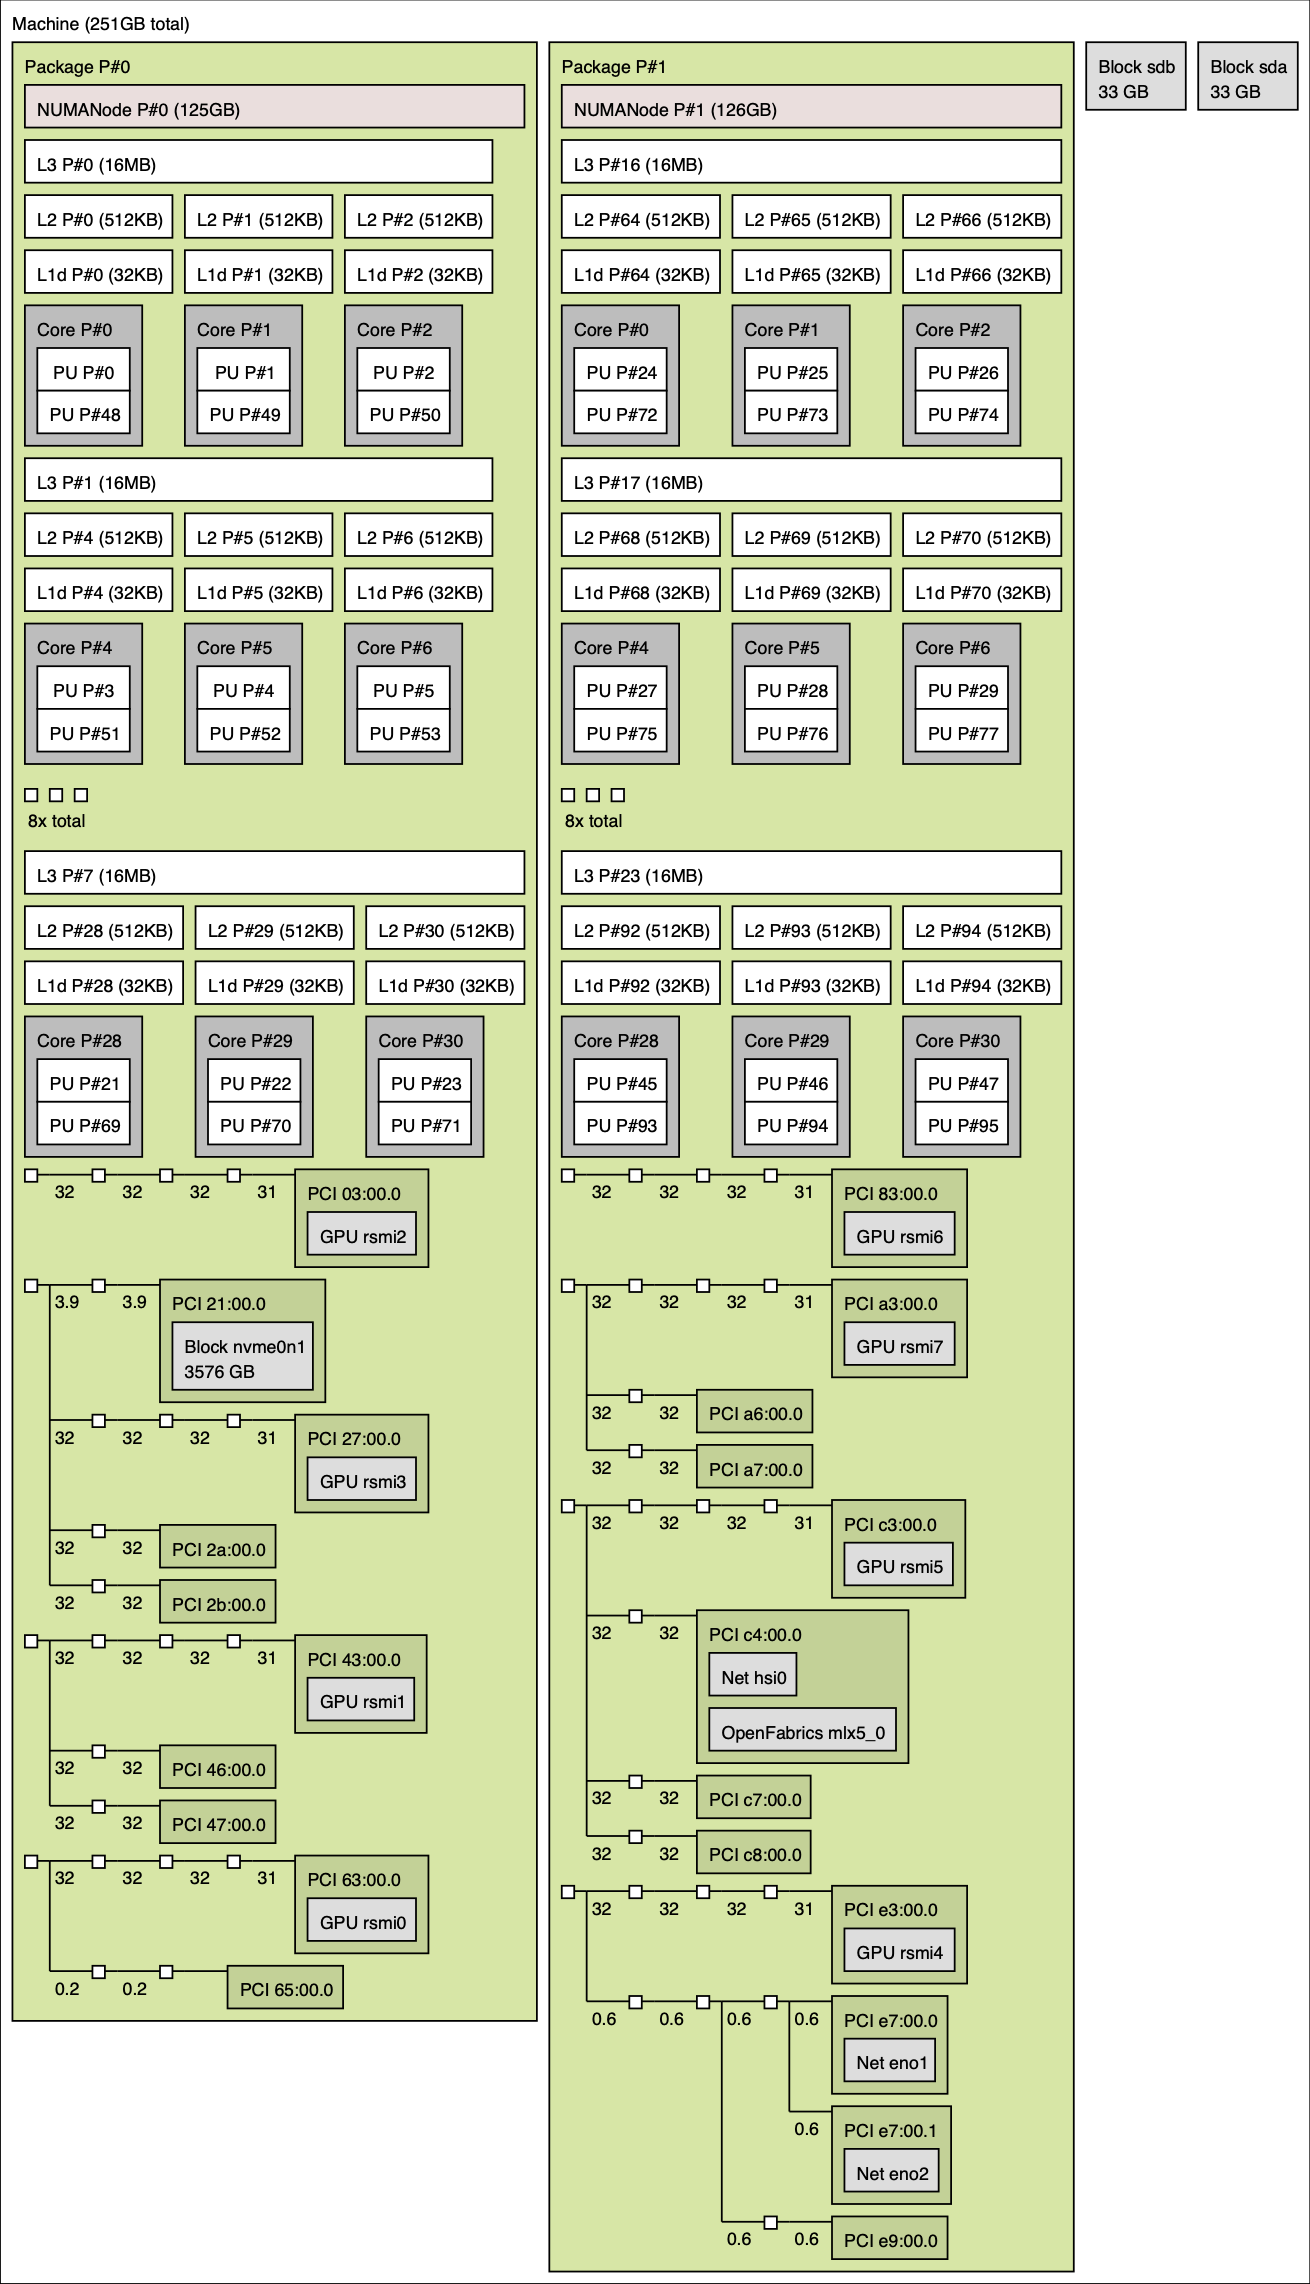 Machine (251GB total)
Package P#0
NUMANode P#0 (125GB)
L3 P#0 (16MB)
L2 P#0 (512KB) L2 P#1 (512KB) L2 P#2 (512KB)
L1d P#0 (32KB) L1d P#1 (32KB) L1d P#2 (32KB)
Core P#0 Core P#1 Core P#2
PU P#0 PU P#1 PU P#2
PU P#48 PU P#49 PU P#50
L3 P#1 (16MB)
L2 P#4 (512KB) L2 P#5 (512KB) L2 P#6 (512KB)
L1d P#4 (32KB) L1d P#5 (32KB) L1d P#6 (32KB)
Core P#4 Core P#5 Core P#6
PU P#3 PU P#4 PU P#5
PU P#51 PU P#52 PU P#53
8x total
L3 P#7 (16MB)
L2 P#28 (512KB) L2 P#29 (512KB) L2 P#30 (512KB)
L1d P#28 (32KB) L1d P#29 (32KB) L1d P#30 (32KB)
Core P#28 Core P#29 Core P#30
PU P#21 PU P#22 PU P#23
PU P#69 PU P#70 PU P#71
32 32 32 31 PCI 03:00.0
GPU rsmi2
3.9 3.9 PCI 21:00.0
Block nvme0n1
3576 GB
32 32 32 31 PCI 27:00.0
GPU rsmi3
32 32 PCI 2a:00.0
32 32 PCI 2b:00.0
32 32 32 31 PCI 43:00.0
GPU rsmi1
32 32 PCI 46:00.0
32 32 PCI 47:00.0
32 32 32 31 PCI 63:00.0
GPU rsmi0
0.2 0.2 PCI 65:00.0
Package P#1
NUMANode P#1 (126GB)
L3 P#16 (16MB)
L2 P#64 (512KB) L2 P#65 (512KB) L2 P#66 (512KB)
L1d P#64 (32KB) L1d P#65 (32KB) L1d P#66 (32KB)
Core P#0 Core P#1 Core P#2
PU P#24 PU P#25 PU P#26
PU P#72 PU P#73 PU P#74
L3 P#17 (16MB)
L2 P#68 (512KB) L2 P#69 (512KB) L2 P#70 (512KB)
L1d P#68 (32KB) L1d P#69 (32KB) L1d P#70 (32KB)
Core P#4 Core P#5 Core P#6
PU P#27 PU P#28 PU P#29
PU P#75 PU P#76 PU P#77
8x total
L3 P#23 (16MB)
L2 P#92 (512KB) L2 P#93 (512KB) L2 P#94 (512KB)
L1d P#92 (32KB) L1d P#93 (32KB) L1d P#94 (32KB)
Core P#28 Core P#29 Core P#30
PU P#45 PU P#46 PU P#47
PU P#93 PU P#94 PU P#95
32 32 32 31 PCI 83:00.0
GPU rsmi6
32 32 32 31 PCI a3:00.0
GPU rsmi7
32 32 PCI a6:00.0
32 32 PCI a7:00.0
32 32 32 31 PCI c3:00.0
GPU rsmi5
32 32 PCI c4:00.0
Net hsi0
OpenFabrics mlx5_0
32 32 PCI c7:00.0
32 32 PCI c8:00.0
32 32 32 31 PCI e3:00.0
GPU rsmi4
0.6 0.6 0.6 0.6 PCI e7:00.0
Net eno1
0.6 PCI e7:00.1
Net eno2
0.6 0.6 PCI e9:00.0
Block sdb
33 GB
Block sda
33 GB